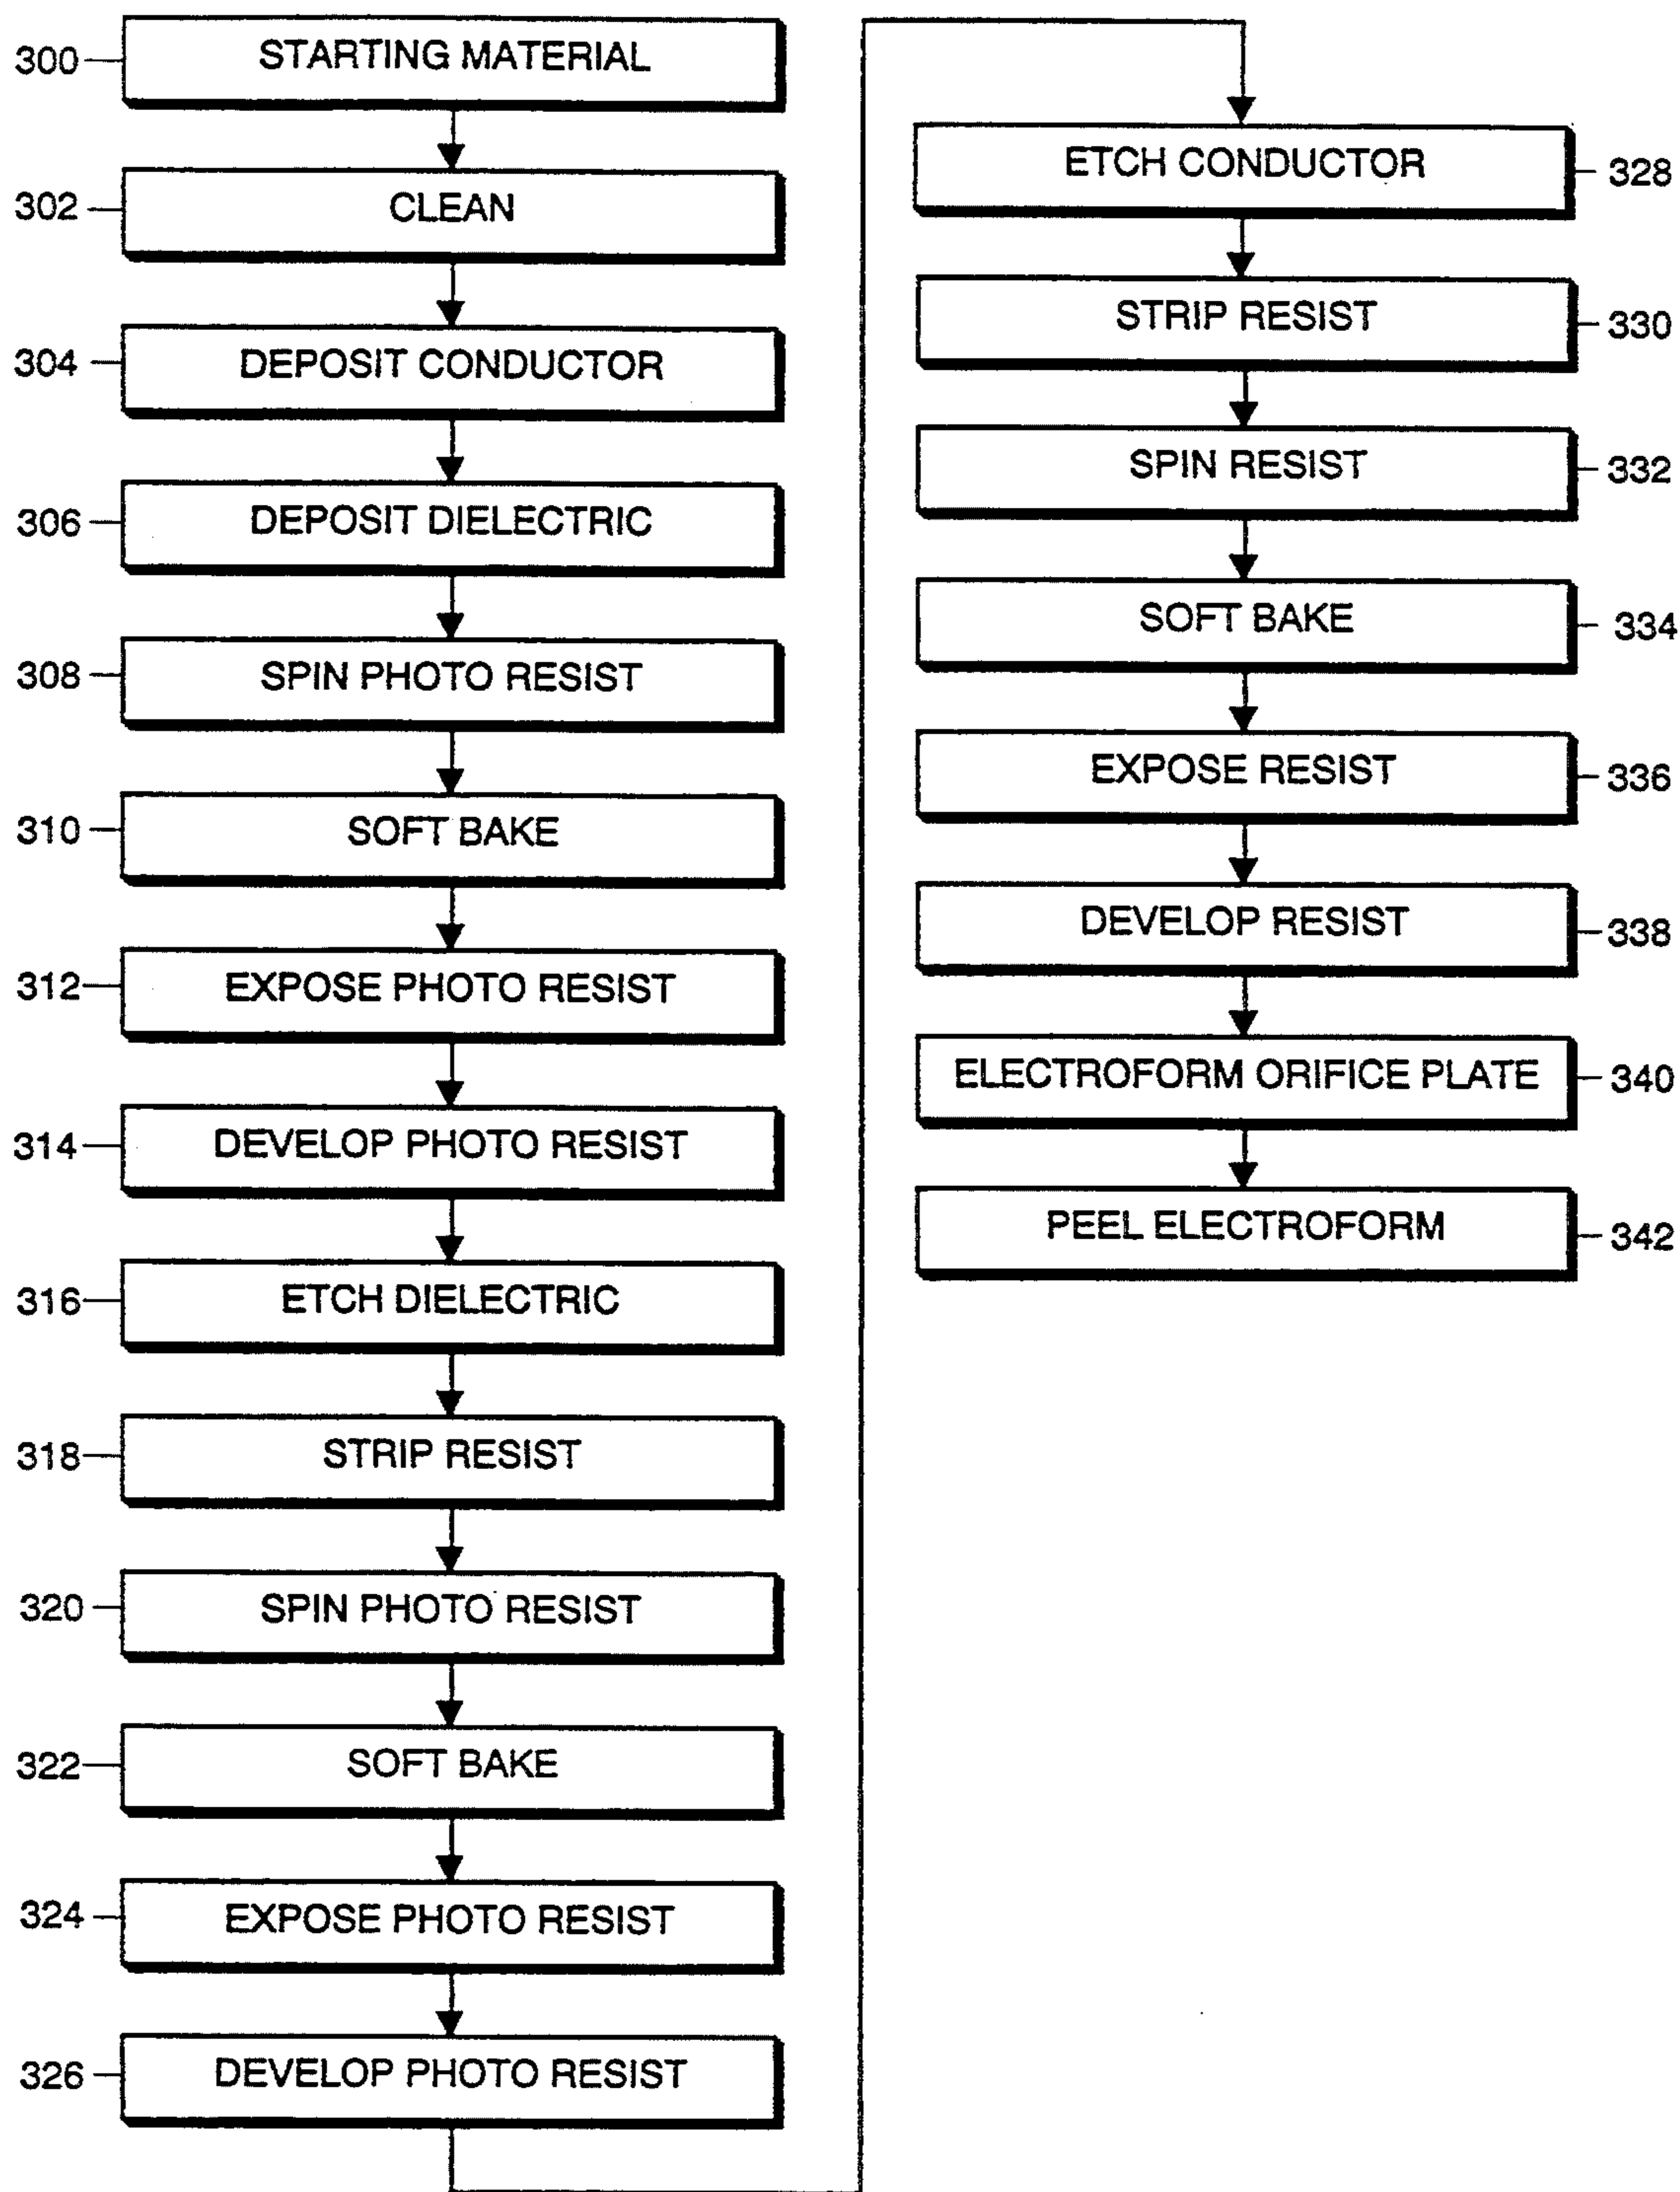 300 STARTING MATERIAL
302 CLEAN
304 DEPOSIT CONDUCTOR
306 DEPOSIT DIELECTRIC
308 SPIN PHOTO RESIST
310 SOFT BAKE
312 EXPOSE PHOTO RESIST
314 DEVELOP PHOTO RESIST
316 ETCH DIELECTRIC
318 STRIP RESIST
320 SPIN PHOTO RESIST
322 SOFT BAKE
324 EXPOSE PHOTO RESIST
326 DEVELOP PHOTO RESIST
ETCH CONDUCTOR 328
STRIP RESIST 330
SPIN RESIST 332
SOFT BAKE 334
EXPOSE RESIST 336
DEVELOP RESIST 338
ELECTROFORM ORIFICE PLATE 340
PEEL ELECTROFORM 342